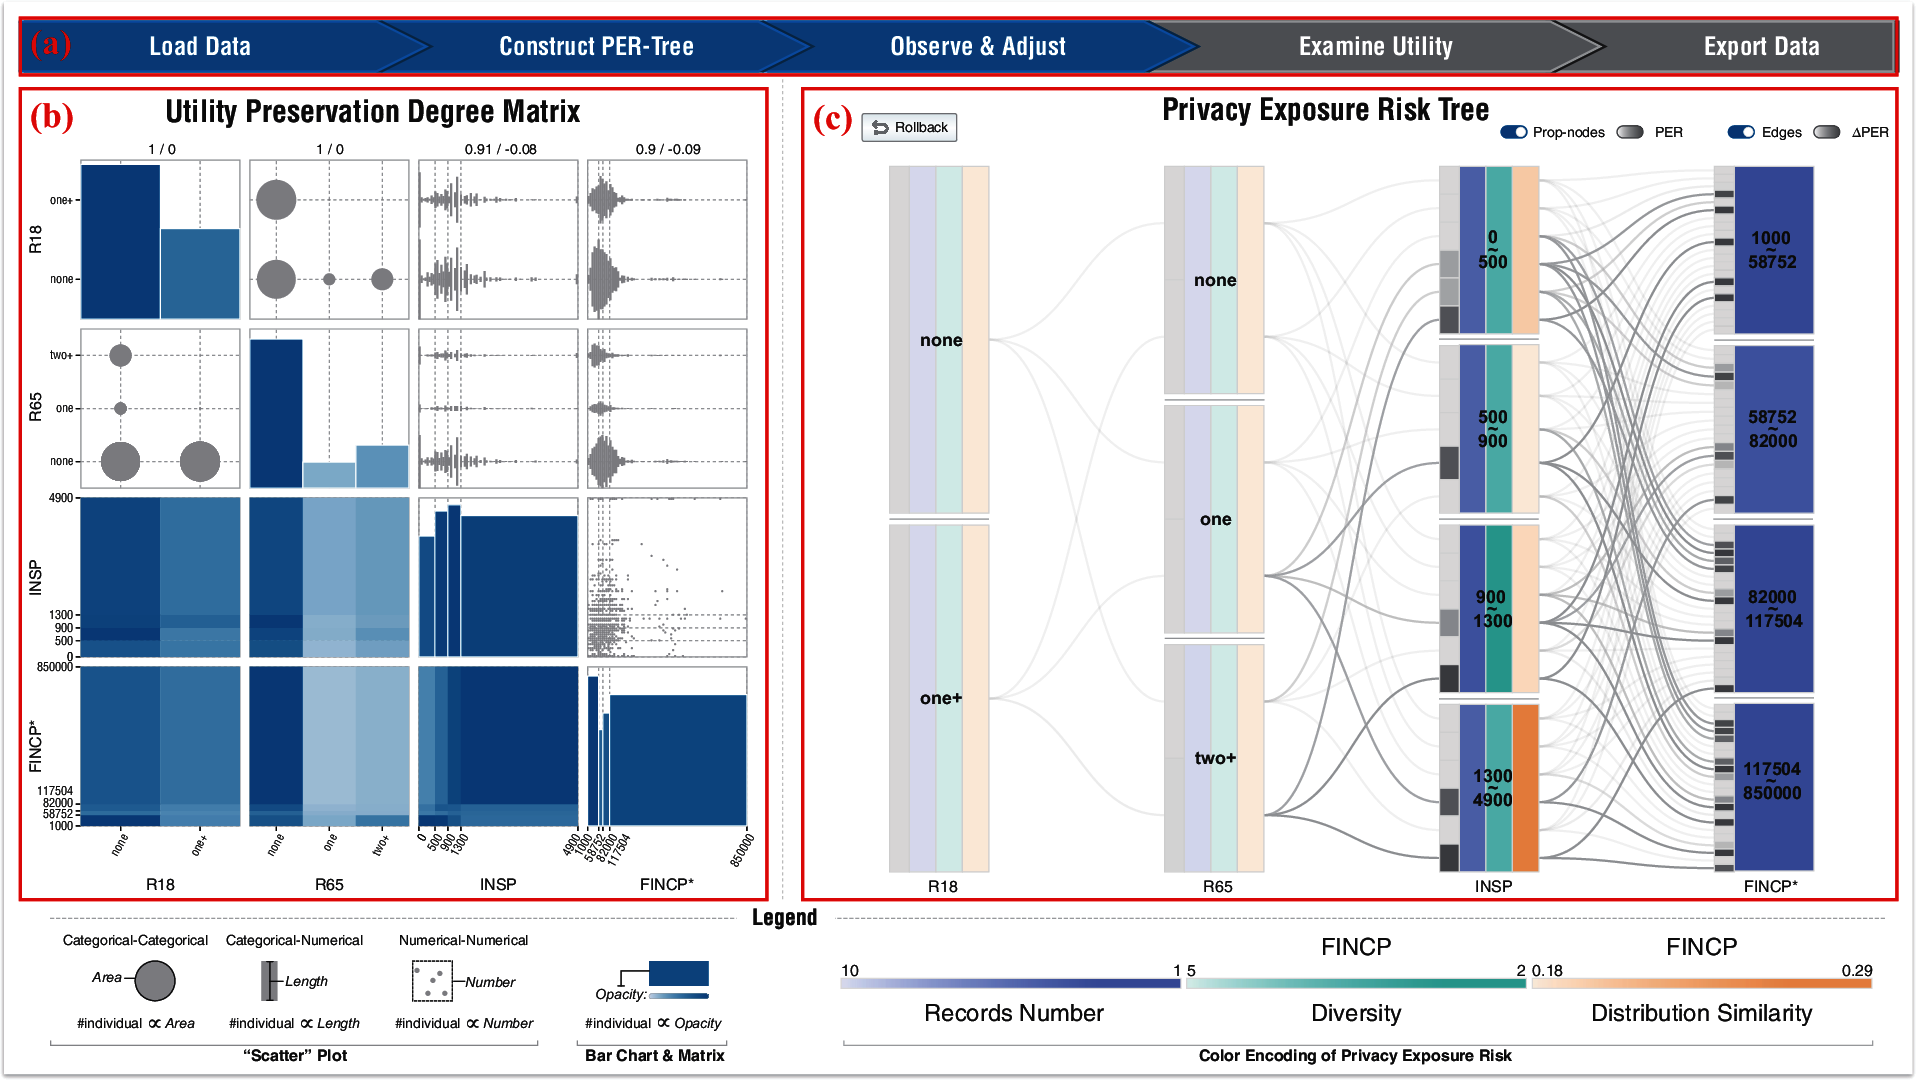 (a) Load Data Construct PER-Tree Observe & Adjust Examine Utility Export Data
(b) Utility Preservation Degree Matrix
1 / 0 1 / 0 0.91 / -0.08 0.9 / -0.09
R18
one+
none
R65
two+
one
none
INSP
4900
1300
900
500
0
FINCP*
850000
117504
82000
58752
1000
none one+ none one two+ 0 500 900 1300 4900 1000 58752 82000 117504 850000
R18 R65 INSP FINCP*
(c) Rollback Privacy Exposure Risk Tree
Prop-nodes PER Edges ΔPER
none
one+
R18
none
one
two+
R65
0
~
500
500
~
900
900
~
1300
1300
~
4900
INSP
1000
~
58752
58752
~
82000
82000
~
117504
117504
~
850000
FINCP*
Legend
Categorical-Categorical Categorical-Numerical Numerical-Numerical
Area Length Number Opacity:
#individual ∝ Area #individual ∝ Length #individual ∝ Number #individual ∝ Opacity
“Scatter” Plot Bar Chart & Matrix
FINCP FINCP
10 1 5 2 0.18 0.29
Records Number Diversity Distribution Similarity
Color Encoding of Privacy Exposure Risk